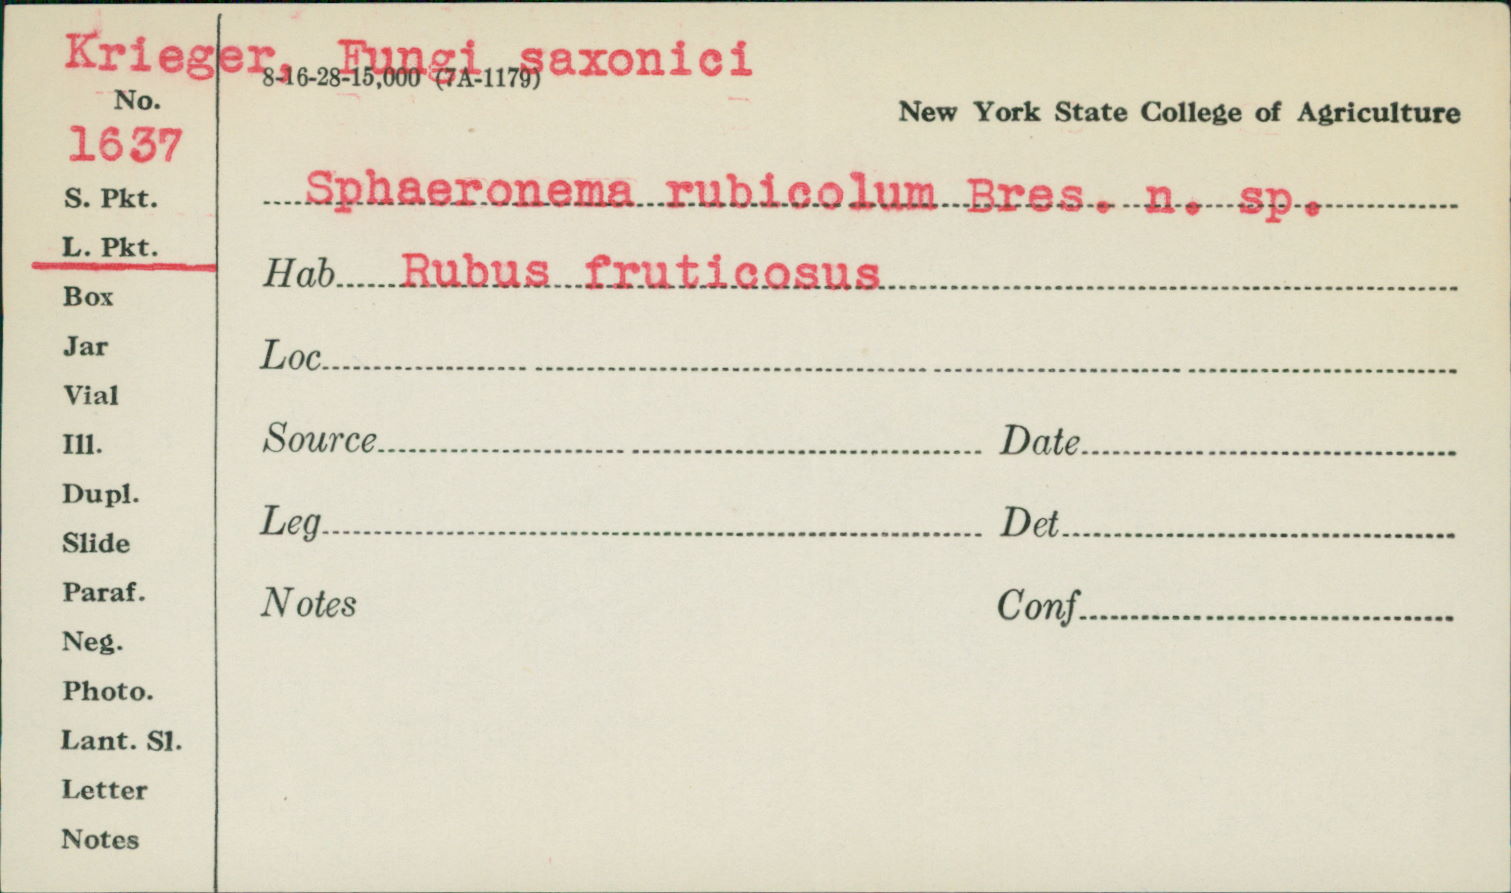 Krieger, Fungi saxonici
8-16-28-15,000 (7A-1179)
No.
New York State College of Agriculture
1637
S. Pkt.
Sphaeronema rubicolum Bres. n. sp.
L. Pkt.
Hab Rubus fruticosus
Box
Jar
Loc
Vial
Ill.
Source Date
Dupl.
Slide
Leg Det
Paraf.
Notes Conf
Neg.
Photo.
Lant. Sl.
Letter
Notes